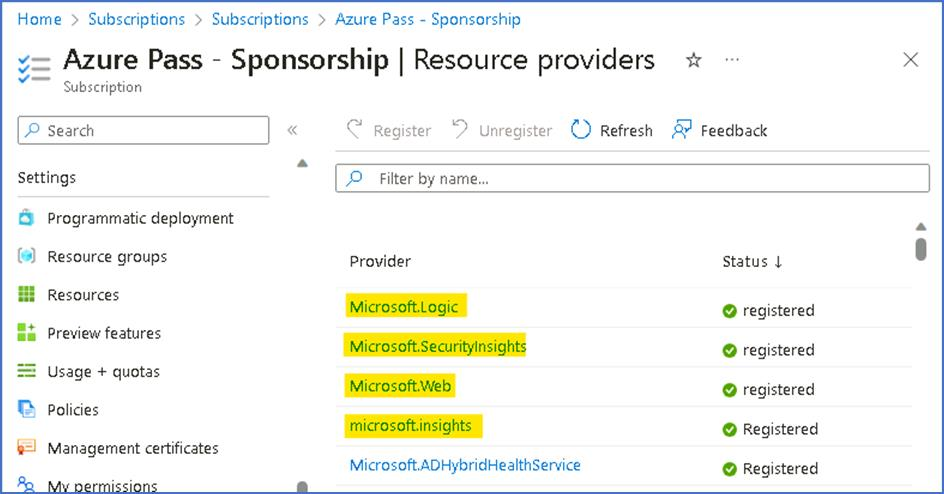 Home > Subscriptions > Subscriptions > Azure Pass - Sponsorship
Azure Pass - Sponsorship | Resource providers
Subscription
Search
Register Unregister Refresh Feedback
Filter by name...
Settings
Programmatic deployment
Resource groups
Resources
Preview features
Usage + quotas
Policies
Management certificates
My permissions
Provider Status ↓
Microsoft.Logic registered
Microsoft.SecurityInsights registered
Microsoft.Web registered
microsoft.insights Registered
Microsoft.ADHybridHealthService Registered